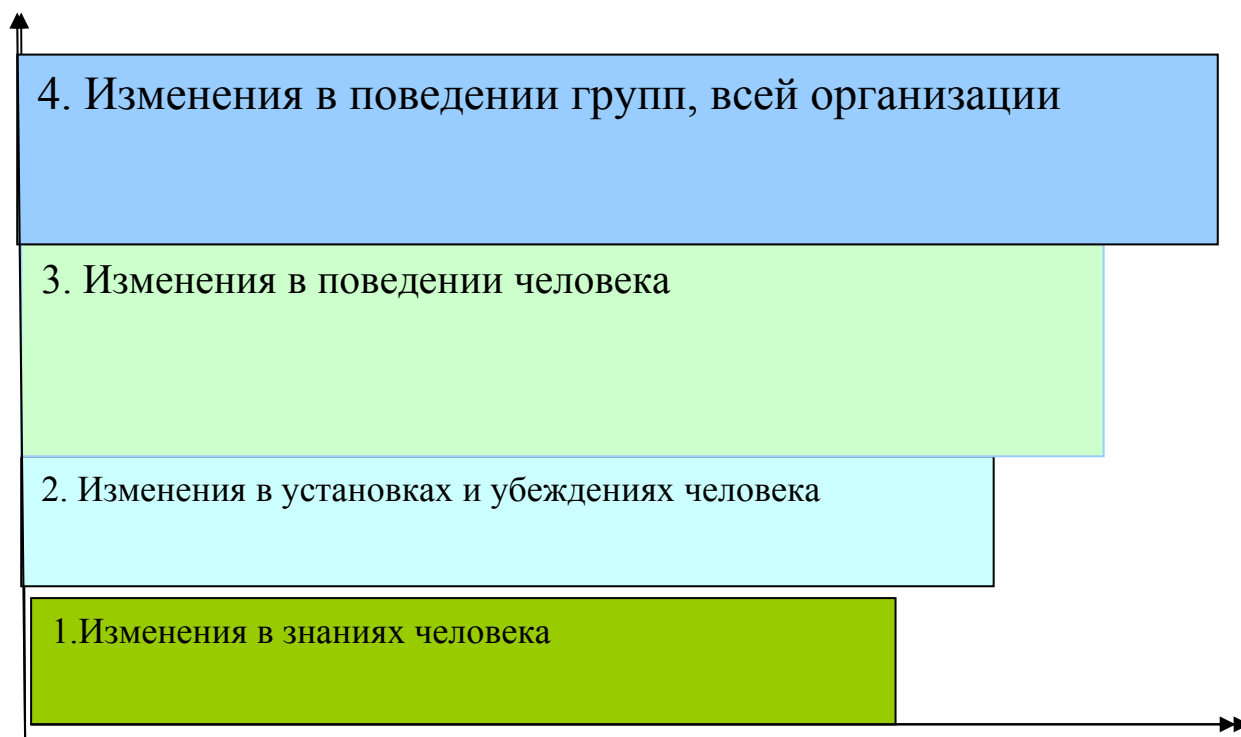 4. Изменения в поведении групп, всей организации
3. Изменения в поведении человека
2. Изменения в установках и убеждениях человека
1.Изменения в знаниях человека